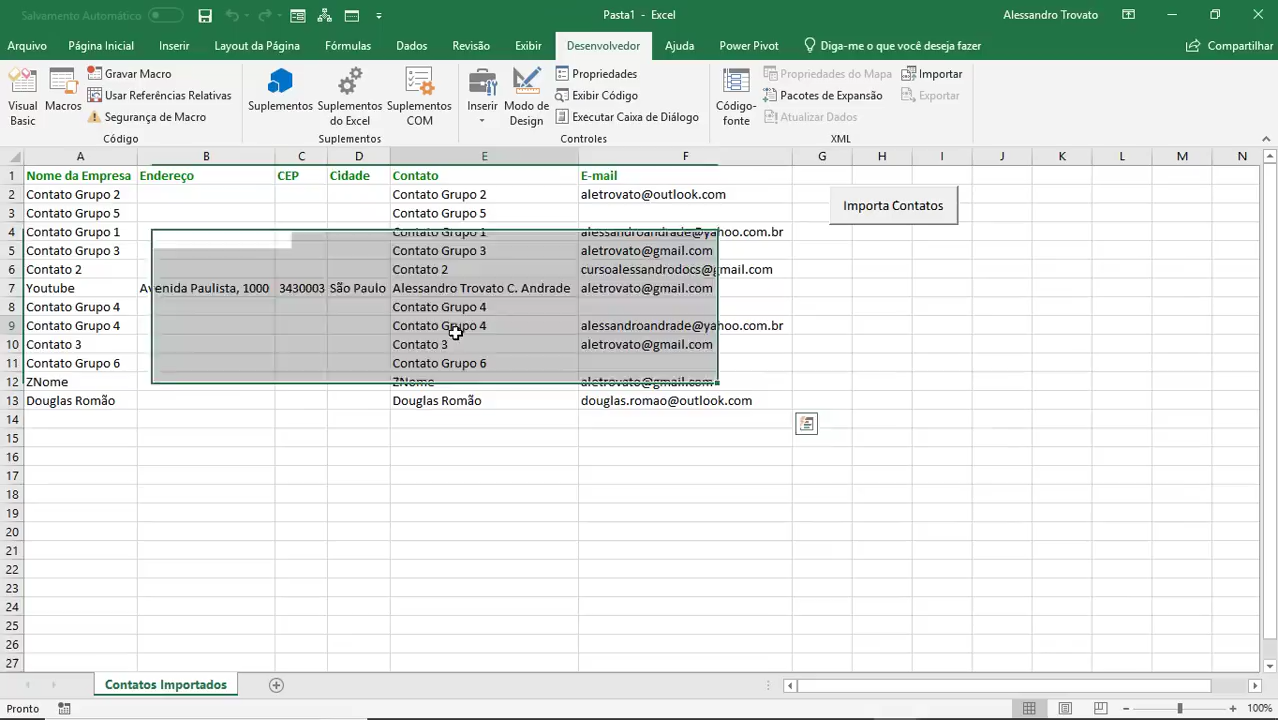 Salvamento Automático
Pasta1 - Excel
Alessandro Trovato
Arquivo Página Inicial Inserir Layout da Página Fórmulas Dados Revisão Exibir Desenvolvedor Ajuda Power Pivot Diga-me o que você deseja fazer Compartilhar
Visual Basic
Macros
Gravar Macro
Usar Referências Relativas
Segurança de Macro
Código
Suplementos
Suplementos do Excel
Suplementos COM
Suplementos
Inserir
Modo de Design
Propriedades
Exibir Código
Executar Caixa de Diálogo
Controles
Código-fonte
Propriedades do Mapa
Pacotes de Expansão
Atualizar Dados
Importar
Exportar
XML
A B C D E F G H I J K L M N
1 Nome da Empresa Endereço CEP Cidade Contato E-mail
2 Contato Grupo 2 Contato Grupo 2 aletrovato@outlook.com
Importa Contatos
3 Contato Grupo 5 Contato Grupo 5
4 Contato Grupo 1 Contato Grupo 1 alessandroandrade@yahoo.com.br
5 Contato Grupo 3 Contato Grupo 3 aletrovato@gmail.com
6 Contato 2 Contato 2 cursoalessandrodocs@gmail.com
7 Youtube Avenida Paulista, 1000 3430003 São Paulo Alessandro Trovato C. Andrade aletrovato@gmail.com
8 Contato Grupo 4 Contato Grupo 4
9 Contato Grupo 4 Contato Grupo 4 alessandroandrade@yahoo.com.br
10 Contato 3 Contato 3 aletrovato@gmail.com
11 Contato Grupo 6 Contato Grupo 6
12 ZNome ZNome aletrovato@gmail.com
13 Douglas Romão Douglas Romão douglas.romao@outlook.com
14
15
16
17
18
19
20
21
22
23
24
25
26
27
Contatos Importados
Pronto
100%